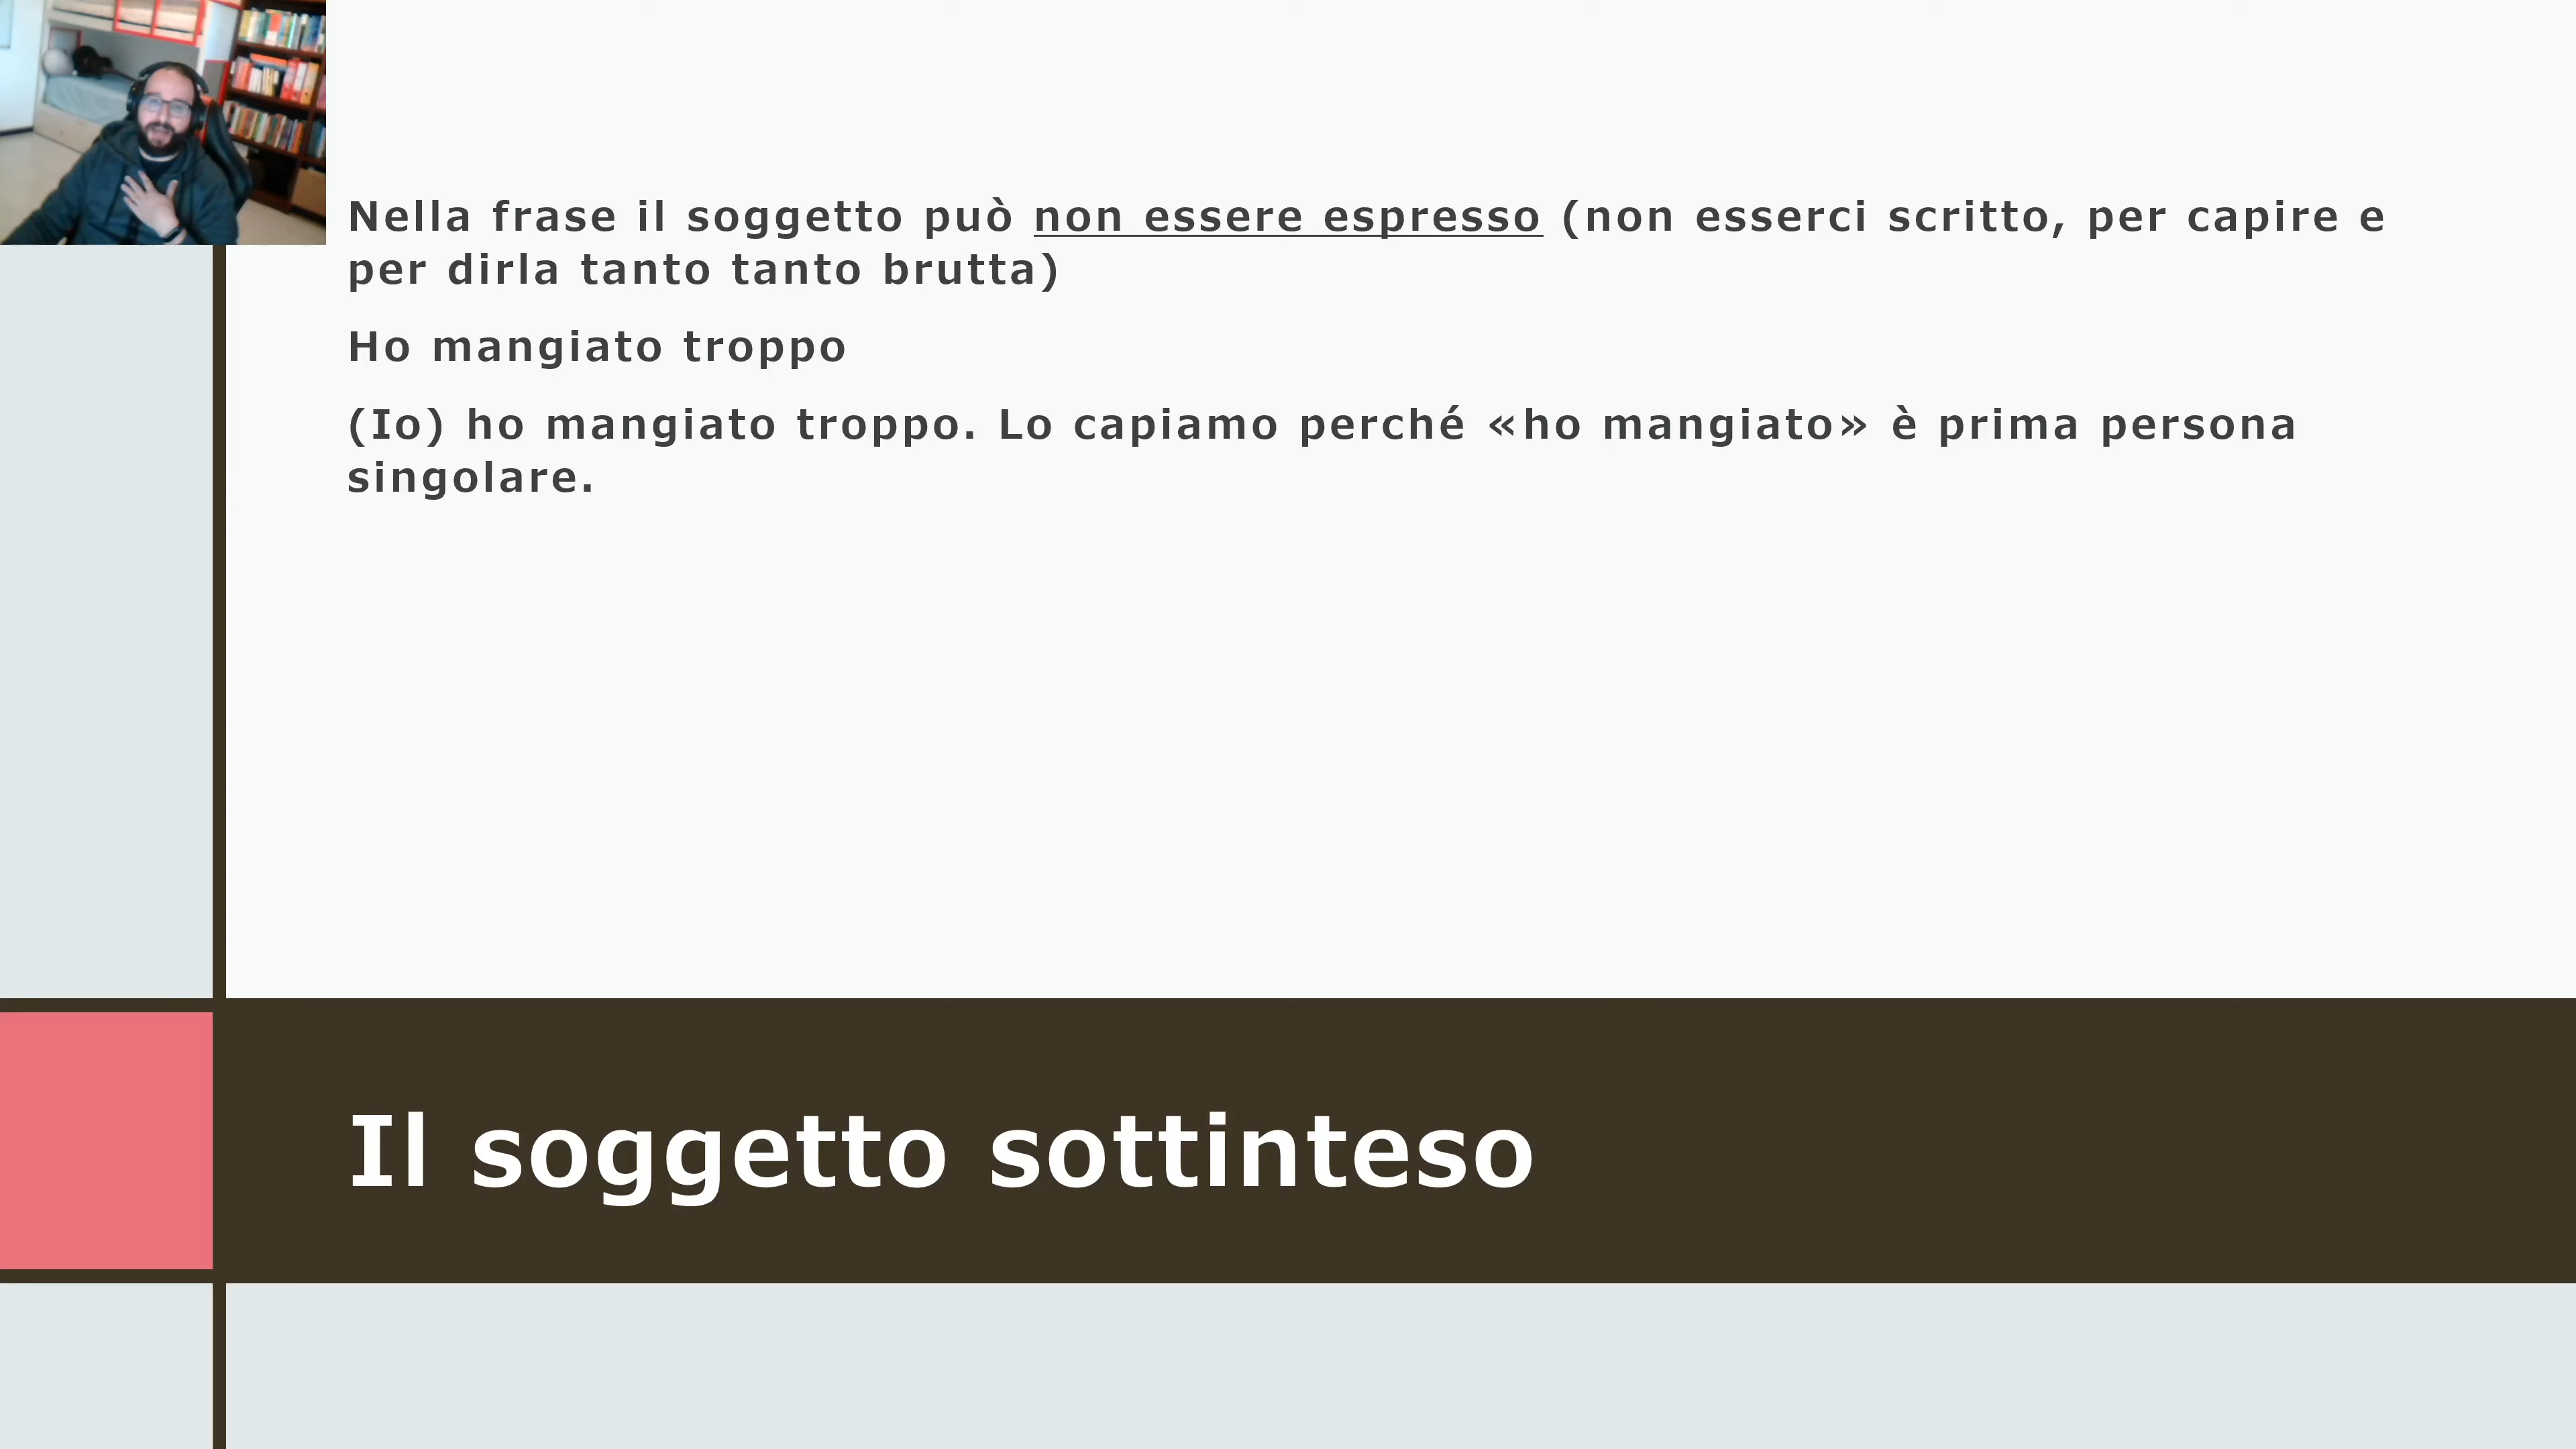 Nella frase il soggetto può non essere espresso (non esserci scritto, per capire e
per dirla tanto tanto brutta)
Ho mangiato troppo
(Io) ho mangiato troppo. Lo capiamo perché «ho mangiato» è prima persona
singolare.
Il soggetto sottinteso